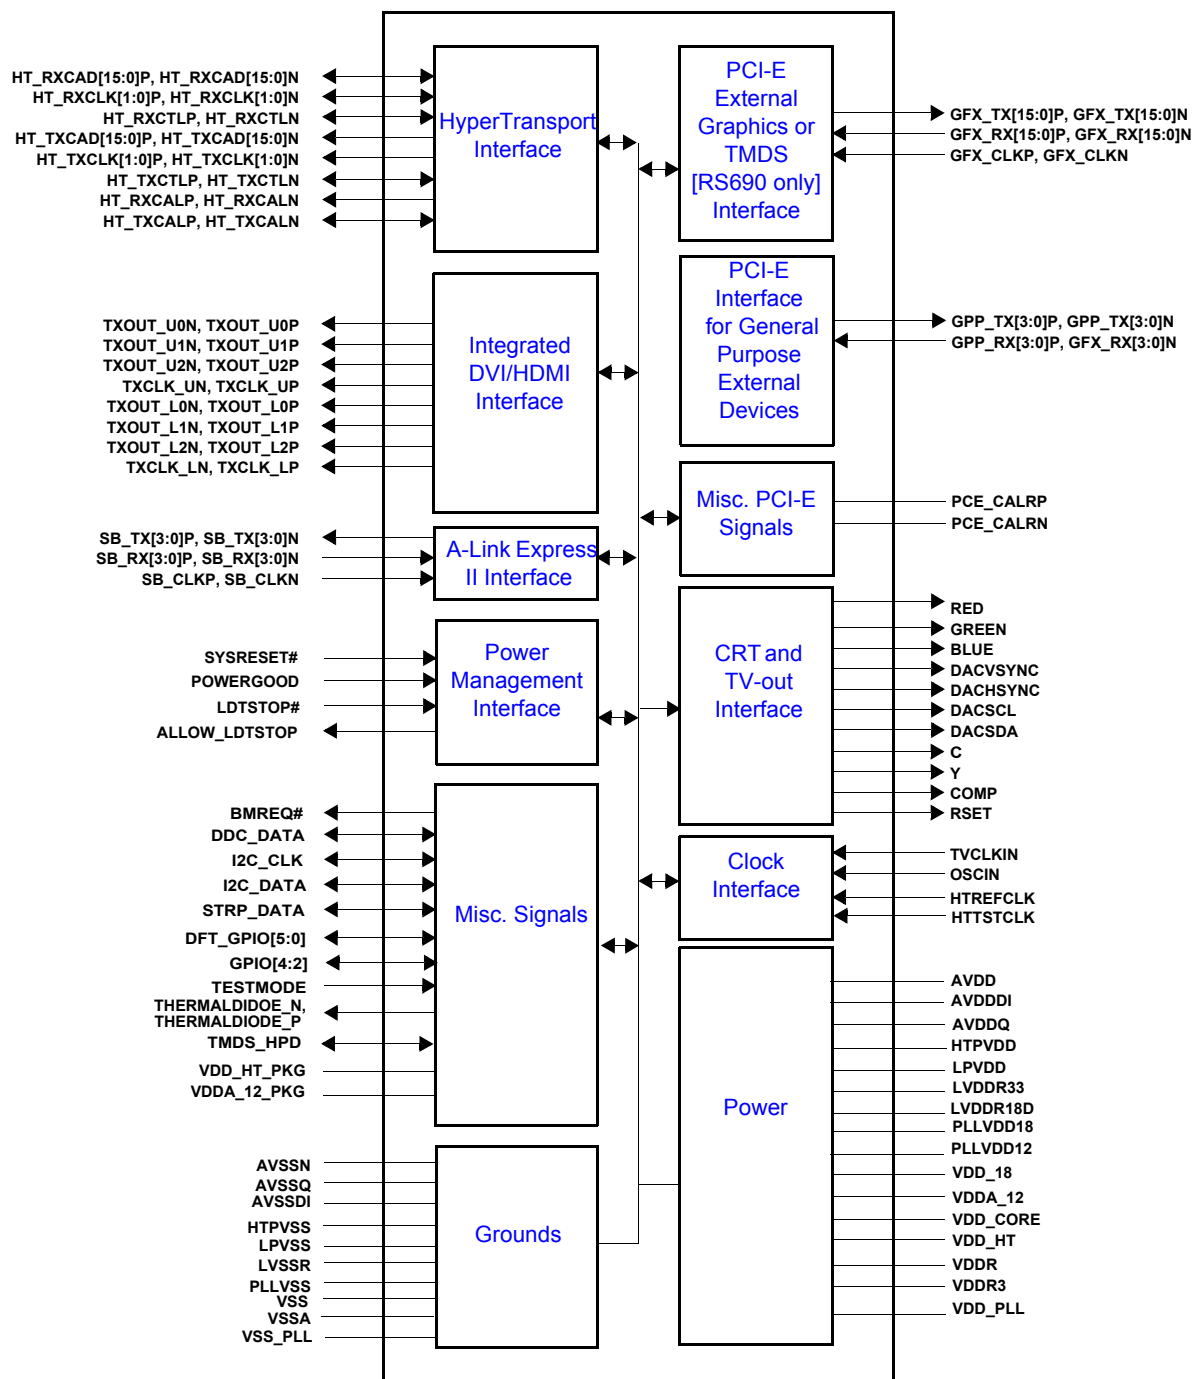 HT_RXCAD[15:0]P, HT_RXCAD[15:0]N
HT_RXCLK[1:0]P, HT_RXCLK[1:0]N
HT_RXCTLP, HT_RXCTLN
HT_TXCAD[15:0]P, HT_TXCAD[15:0]N
HT_TXCLK[1:0]P, HT_TXCLK[1:0]N
HT_TXCTLP, HT_TXCTLN
HT_RXCALP, HT_RXCALN
HT_TXCALP, HT_TXCALN
HyperTransport
Interface
PCI-E
External
Graphics or
TMDS
[RS690 only]
Interface
GFX_TX[15:0]P, GFX_TX[15:0]N
GFX_RX[15:0]P, GFX_RX[15:0]N
GFX_CLKP, GFX_CLKN
TXOUT_U0N, TXOUT_U0P
TXOUT_U1N, TXOUT_U1P
TXOUT_U2N, TXOUT_U2P
TXCLK_UN, TXCLK_UP
TXOUT_L0N, TXOUT_L0P
TXOUT_L1N, TXOUT_L1P
TXOUT_L2N, TXOUT_L2P
TXCLK_LN, TXCLK_LP
Integrated
DVI/HDMI
Interface
PCI-E
Interface
for General
Purpose
External
Devices
GPP_TX[3:0]P, GPP_TX[3:0]N
GPP_RX[3:0]P, GFX_RX[3:0]N
Misc. PCI-E
Signals
PCE_CALRP
PCE_CALRN
SB_TX[3:0]P, SB_TX[3:0]N
SB_RX[3:0]P, SB_RX[3:0]N
SB_CLKP, SB_CLKN
A-Link Express
II Interface
SYSRESET#
POWERGOOD
LDTSTOP#
ALLOW_LDTSTOP
Power
Management
Interface
CRT and
TV-out
Interface
RED
GREEN
BLUE
DACVSYNC
DACHSYNC
DACSCL
DACSDA
C
Y
COMP
RSET
BMREQ#
DDC_DATA
I2C_CLK
I2C_DATA
STRP_DATA
DFT_GPIO[5:0]
GPIO[4:2]
TESTMODE
THERMALDIDOE_N,
THERMALDIODE_P
TMDS_HPD
VDD_HT_PKG
VDDA_12_PKG
Misc. Signals
Clock
Interface
TVCLKIN
OSCIN
HTREFCLK
HTTSTCLK
Power
AVDD
AVDDDI
AVDDQ
HTPVDD
LPVDD
LVDDR33
LVDDR18D
PLLVDD18
PLLVDD12
VDD_18
VDDA_12
VDD_CORE
VDD_HT
VDDR
VDDR3
VDD_PLL
AVSSN
AVSSQ
AVSSDI
HTPVSS
LPVSS
LVSSR
PLLVSS
VSS
VSSA
VSS_PLL
Grounds